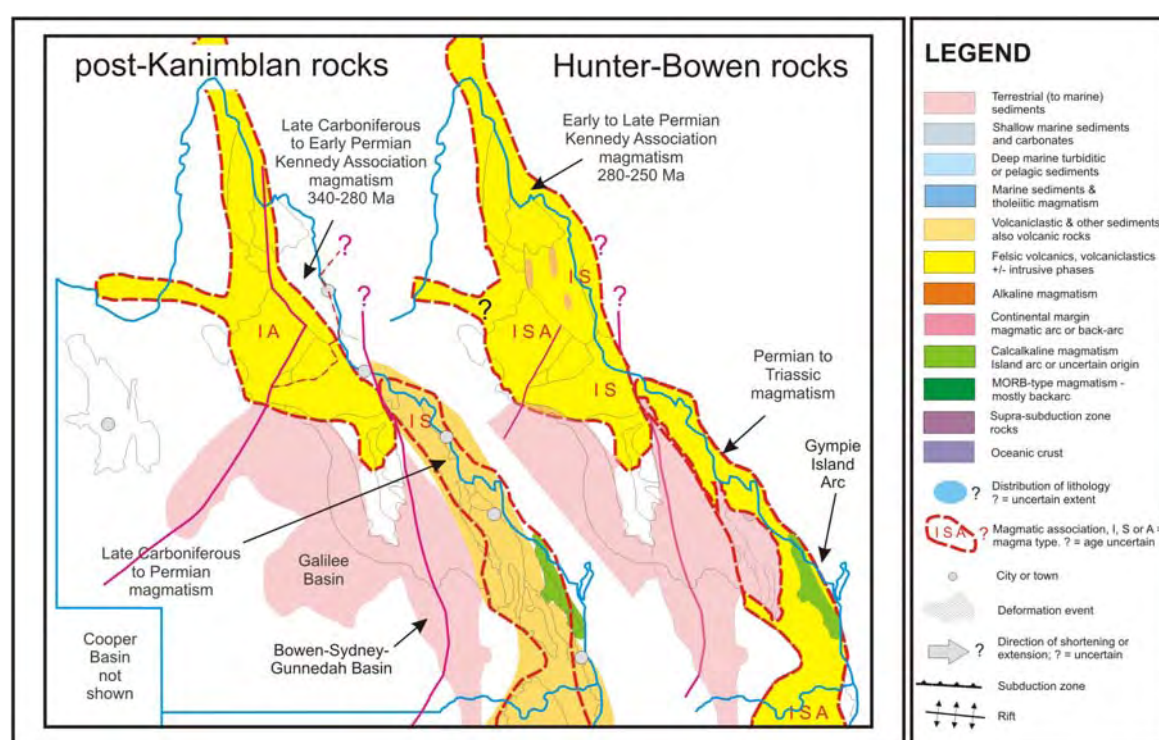 post-Kanimblan rocks
Hunter-Bowen rocks
Late Carboniferous
to Early Permian
Kennedy Association
magmatism
340-280 Ma
Early to Late Permian
Kennedy Association
magmatism
280-250 Ma
?
?
?
?
?
I A
I S
I S A
I S
I S
Permian to
Triassic
magmatism
Gympie
Island
Arc
Late Carboniferous
to Permian
magmatism
Galilee
Basin
Bowen-Sydney-
Gunnedah Basin
Cooper
Basin
not
shown
I S A
LEGEND
Terrestrial (to marine)
sediments
Shallow marine sediments
and carbonates
Deep marine turbiditic
or pelagic sediments
Marine sediments &
tholeiitic magmatism
Volcaniclastic & other sediments
also volcanic rocks
Felsic volcanics, volcaniclastics
+/- intrusive phases
Alkaline magmatism
Continental margin
magmatic arc or back-arc
Calcalkaline magmatism
Island arc or uncertain origin
MORB-type magmatism -
mostly backarc
Supra-subduction zone
rocks
Oceanic crust
? Distribution of lithology
? = uncertain extent
I S A ? Magmatic association, I, S or A =
magma type. ? = age uncertain
City or town
Deformation event
? Direction of shortening or
extension; ? = uncertain
Subduction zone
Rift